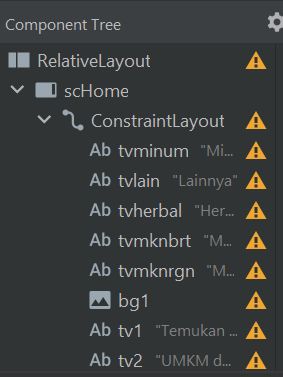 Component Tree
RelativeLayout
scHome
ConstraintLayout
Ab tvminum "Mi...
Ab tvlain "Lainnya"
Ab tvherbal "Her...
Ab tvmknbrt "M...
Ab tvmknrgn "M...
bg1
Ab tv1 "Temukan ...
Ab tv2 "UMKM d...